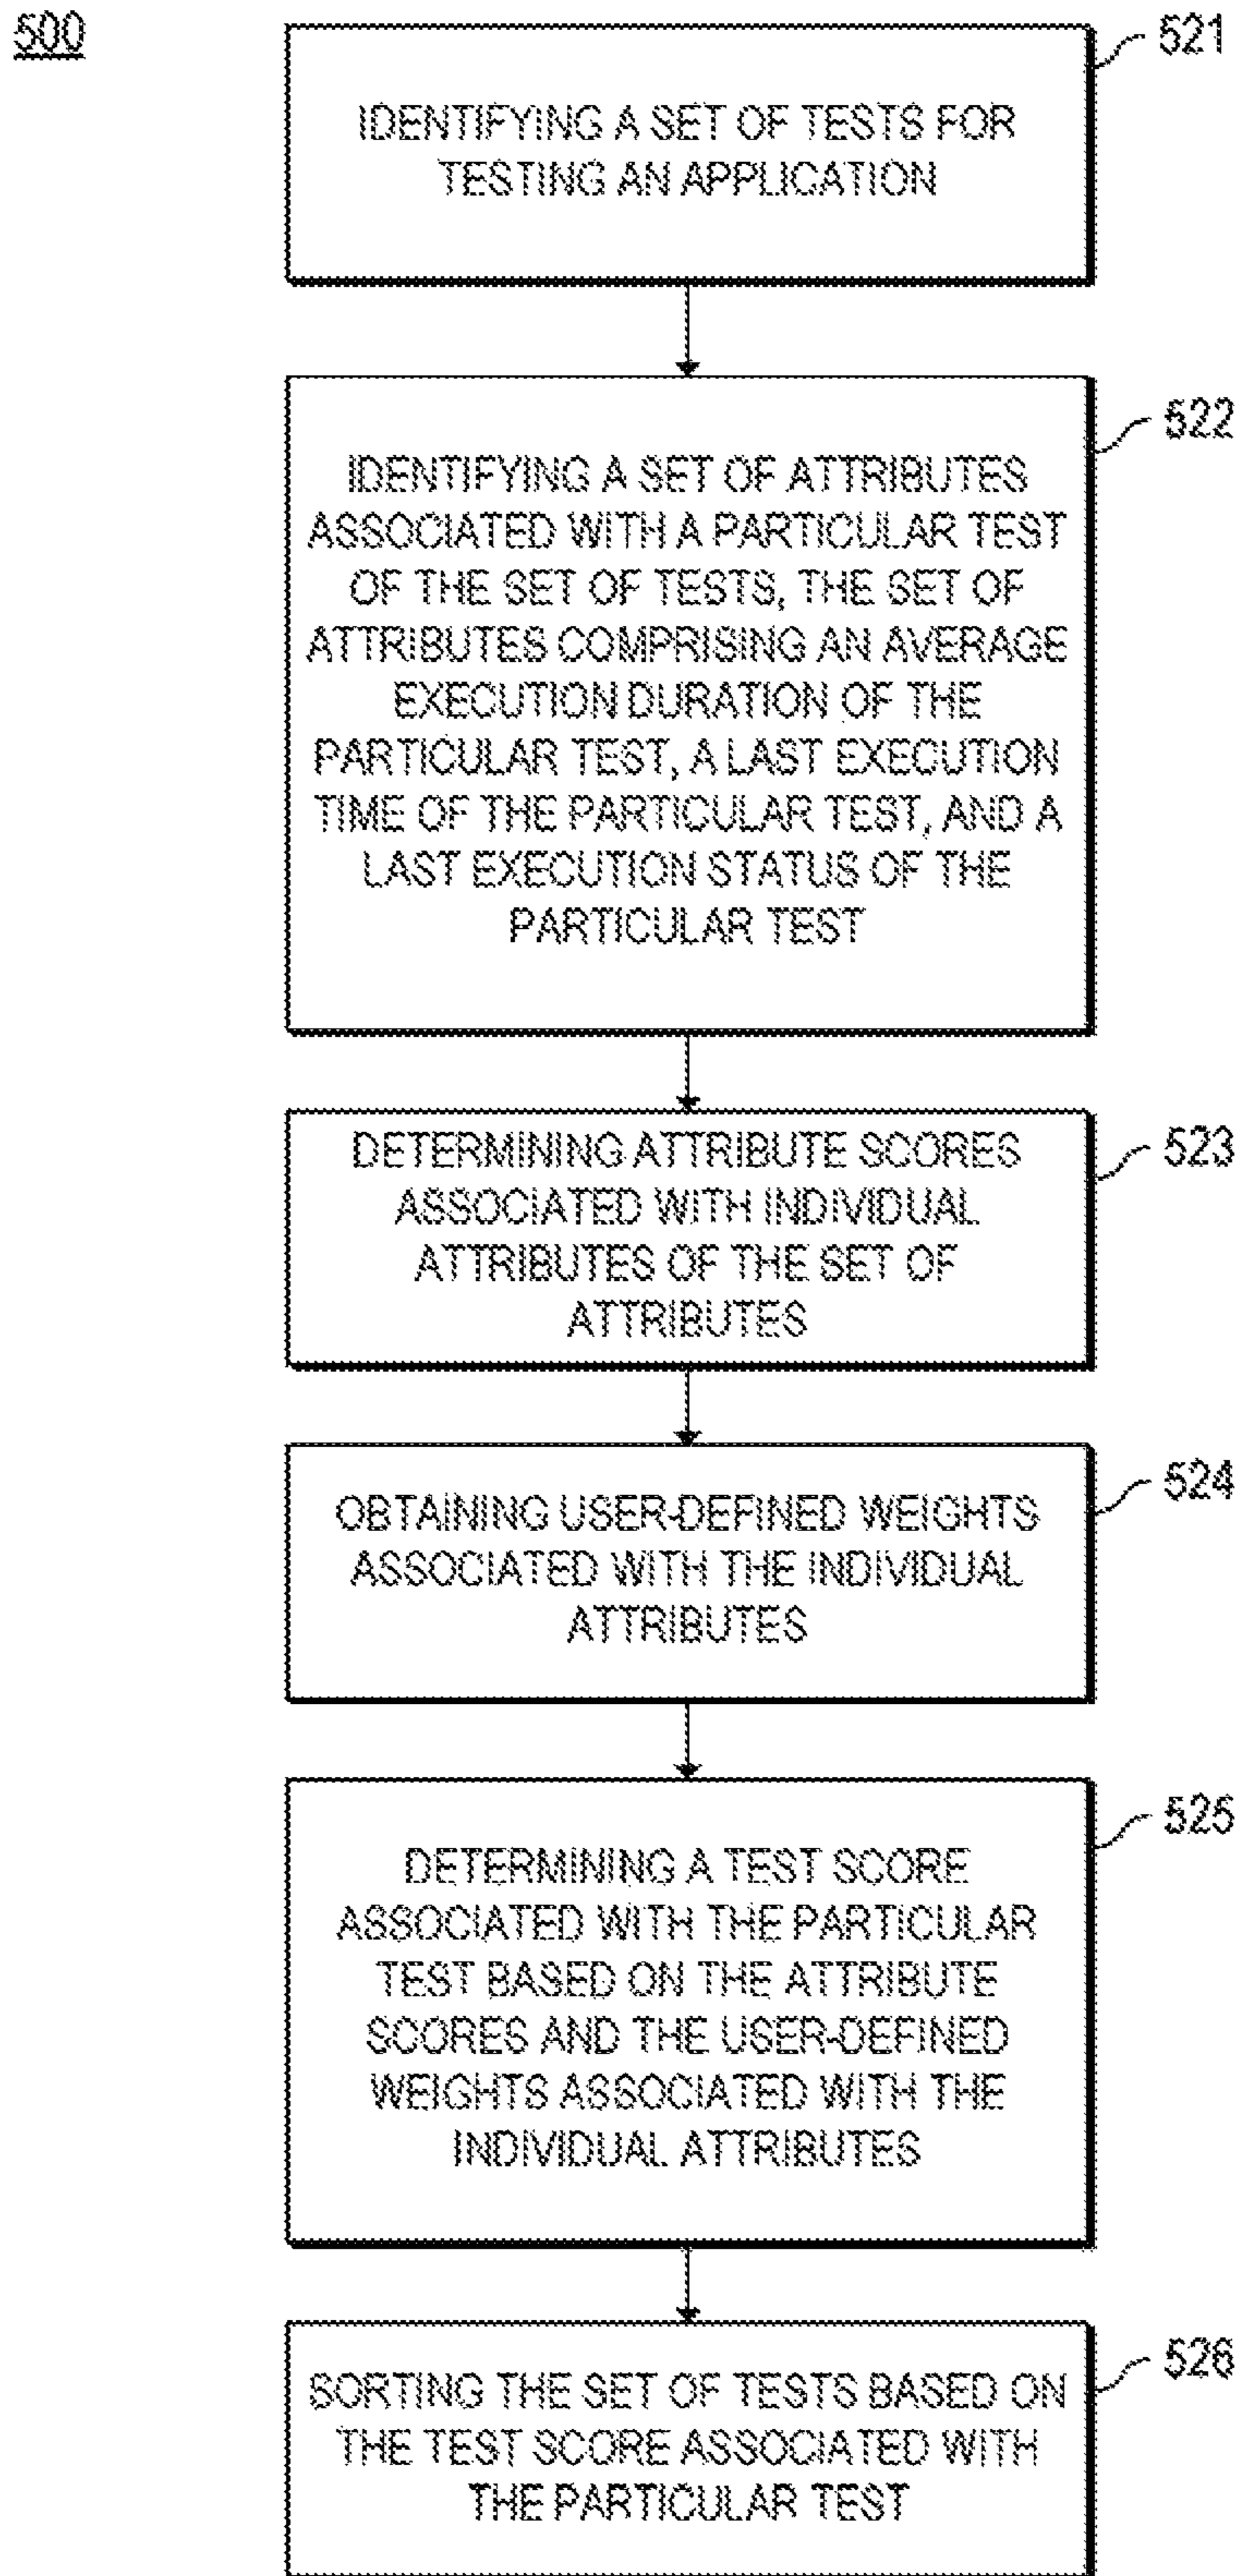 500
521
IDENTIFYING A SET OF TESTS FOR
TESTING AN APPLICATION
522
IDENTIFYING A SET OF ATTRIBUTES
ASSOCIATED WITH A PARTICULAR TEST
OF THE SET OF TESTS, THE SET OF
ATTRIBUTES COMPRISING AN AVERAGE
EXECUTION DURATION OF THE
PARTICULAR TEST, A LAST EXECUTION
TIME OF THE PARTICULAR TEST, AND A
LAST EXECUTION STATUS OF THE
PARTICULAR TEST
523
DETERMINING ATTRIBUTE SCORES
ASSOCIATED WITH INDIVIDUAL
ATTRIBUTES OF THE SET OF
ATTRIBUTES
524
OBTAINING USER-DEFINED WEIGHTS
ASSOCIATED WITH THE INDIVIDUAL
ATTRIBUTES
525
DETERMINING A TEST SCORE
ASSOCIATED WITH THE PARTICULAR
TEST BASED ON THE ATTRIBUTE
SCORES AND THE USER-DEFINED
WEIGHTS ASSOCIATED WITH THE
INDIVIDUAL ATTRIBUTES
526
SORTING THE SET OF TESTS BASED ON
THE TEST SCORE ASSOCIATED WITH
THE PARTICULAR TEST